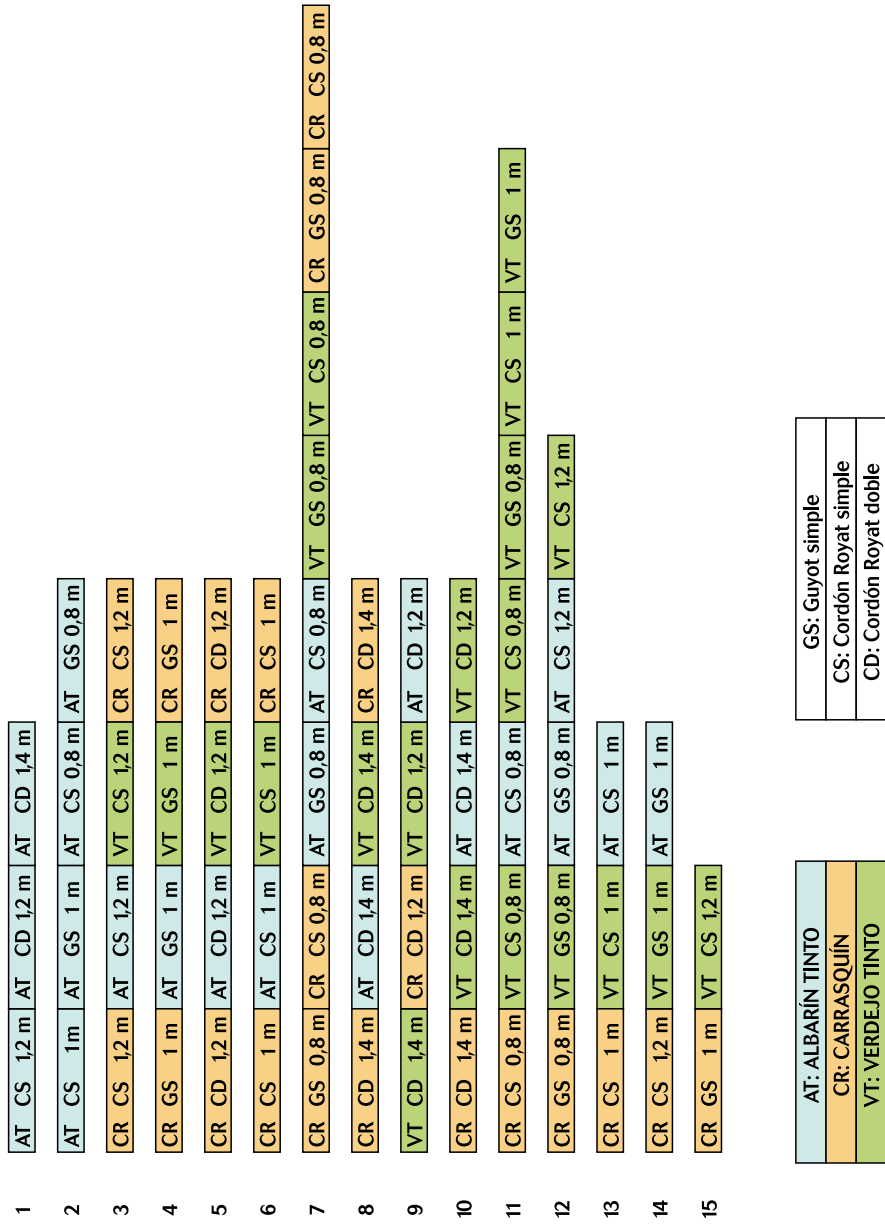 1 AT CS 1,2 m AT CD 1,2 m AT CD 1,4 m
2 AT CS 1m AT GS 1 m AT CS 0,8 m AT GS 0,8 m
3 CR CS 1,2 m AT CS 1,2 m VT CS 1,2 m CR CS 1,2 m
4 CR GS 1 m AT GS 1 m VT GS 1 m CR GS 1 m
5 CR CD 1,2 m AT CD 1,2 m VT CD 1,2 m CR CD 1,2 m
6 CR CS 1 m AT CS 1 m VT CS 1 m CR CS 1 m
7 CR GS 0,8 m CR CS 0,8 m AT GS 0,8 m AT CS 0,8 m VT GS 0,8 m VT CS 0,8 m CR GS 0,8 m CR CS 0,8 m
8 CR CD 1,4 m AT CD 1,4 m VT CD 1,4 m CR CD 1,4 m
9 VT CD 1,4 m CR CD 1,2 m VT CD 1,2 m AT CD 1,2 m
10 CR CD 1,4 m VT CD 1,4 m AT CD 1,4 m VT CD 1,2 m
11 CR CS 0,8 m VT CS 0,8 m AT CS 0,8 m VT CS 0,8 m VT GS 0,8 m VT CS 1 m VT GS 1 m
12 CR GS 0,8 m VT GS 0,8 m AT GS 0,8 m AT CS 1,2 m VT CS 1,2 m
13 CR CS 1 m VT CS 1 m AT CS 1 m
14 CR CS 1,2 m VT GS 1 m AT GS 1 m
15 CR GS 1 m VT CS 1,2 m
AT: ALBARÍN TINTO
CR: CARRASQUÍN
VT: VERDEJO TINTO
GS: Guyot simple
CS: Cordón Royat simple
CD: Cordón Royat doble